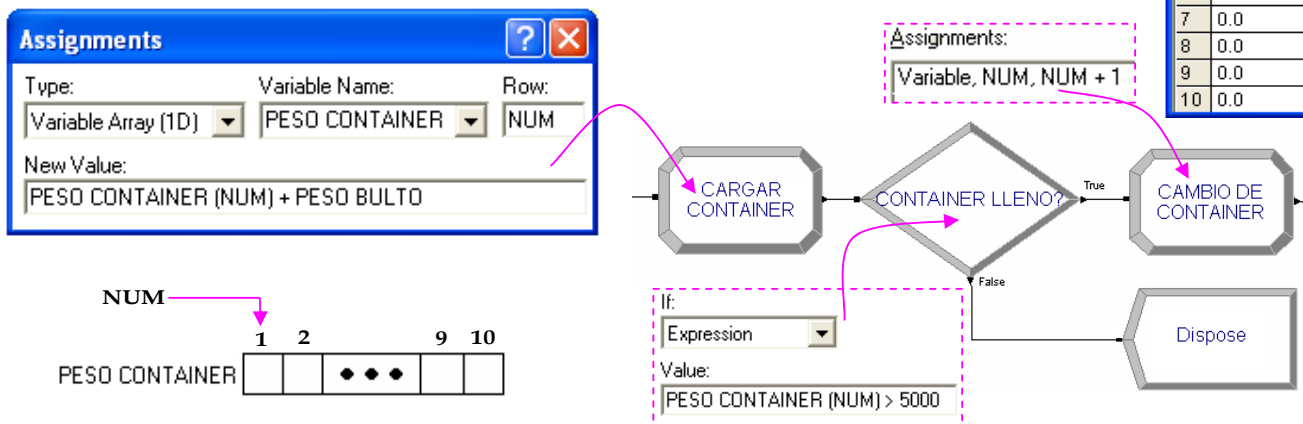 Assignments
Type:
Variable Name:
Row:
Variable Array (1D)
PESO CONTAINER
NUM
New Value:
PESO CONTAINER (NUM) + PESO BULTO
Assignments:
Variable, NUM, NUM + 1
7 0.0
8 0.0
9 0.0
10 0.0
CARGAR
CONTAINER
CONTAINER LLENO?
True
False
CAMBIO DE
CONTAINER
Dispose
If:
Expression
Value:
PESO CONTAINER (NUM) > 5000
NUM
1 2 9 10
PESO CONTAINER